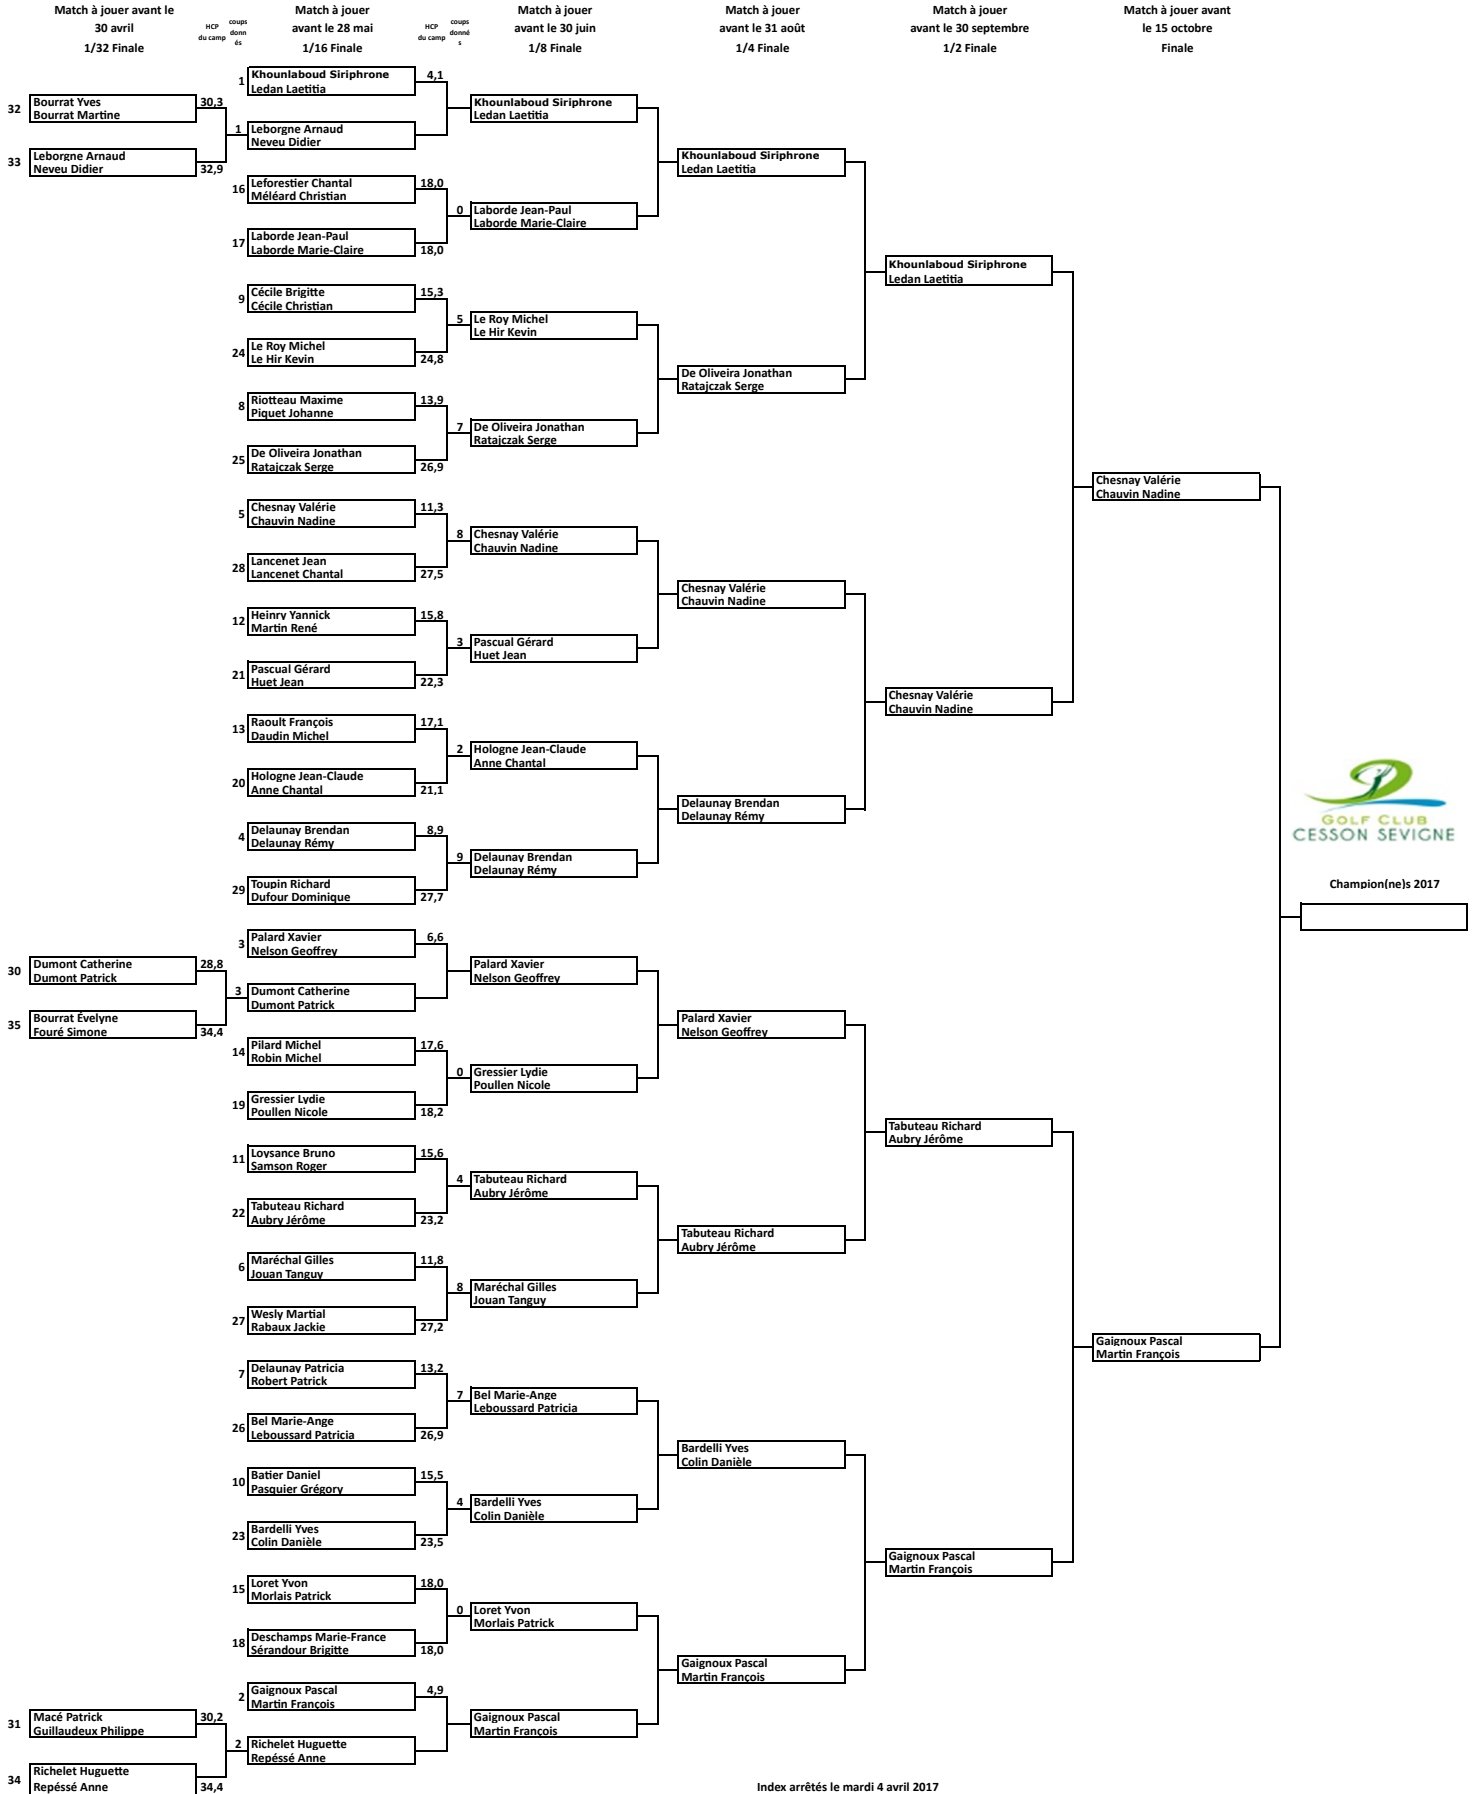 Match à jouer avant le
30 avril
1/32 Finale
HCP
du camp
coups
donn
és
Match à jouer
avant le 28 mai
1/16 Finale
HCP
du camp
coups
donné
s
Match à jouer
avant le 30 juin
1/8 Finale
Match à jouer
avant le 31 août
1/4 Finale
Match à jouer
avant le 30 septembre
1/2 Finale
Match à jouer avant
le 15 octobre
Finale
32 Bourrat Yves 30,3
Bourrat Martine
33 Leborgne Arnaud
Neveu Didier 32,9
30 Dumont Catherine 28,8
Dumont Patrick
35 Bourrat Évelyne
Fouré Simone 34,4
31 Macé Patrick 30,2
Guillaudeux Philippe
34 Richelet Huguette
Repéssé Anne 34,4
1 Khounlaboud Siriphrone 4,1
Ledan Laetitia
1 Leborgne Arnaud
Neveu Didier
16 Leforestier Chantal 18,0
Méléard Christian
17 Laborde Jean-Paul
Laborde Marie-Claire 18,0
9 Cécile Brigitte 15,3
Cécile Christian
24 Le Roy Michel
Le Hir Kevin 24,8
8 Riotteau Maxime 13,9
Piquet Johanne
25 De Oliveira Jonathan
Ratajczak Serge 26,9
5 Chesnay Valérie 11,3
Chauvin Nadine
28 Lancenet Jean
Lancenet Chantal 27,5
12 Heinry Yannick 15,8
Martin René
21 Pascual Gérard
Huet Jean 22,3
13 Raoult François 17,1
Daudin Michel
20 Hologne Jean-Claude
Anne Chantal 21,1
4 Delaunay Brendan 8,9
Delaunay Rémy
29 Toupin Richard
Dufour Dominique 27,7
3 Palard Xavier 6,6
Nelson Geoffrey
3 Dumont Catherine
Dumont Patrick
14 Pilard Michel 17,6
Robin Michel
19 Gressier Lydie
Poullen Nicole 18,2
11 Loysance Bruno 15,6
Samson Roger
22 Tabuteau Richard
Aubry Jérôme 23,2
6 Maréchal Gilles 11,8
Jouan Tanguy
27 Wesly Martial
Rabaux Jackie 27,2
7 Delaunay Patricia 13,2
Robert Patrick
26 Bel Marie-Ange
Leboussard Patricia 26,9
10 Batier Daniel 15,5
Pasquier Grégory
23 Bardelli Yves
Colin Danièle 23,5
15 Loret Yvon 18,0
Morlais Patrick
18 Deschamps Marie-France
Sérandour Brigitte 18,0
2 Gaignoux Pascal 4,9
Martin François
2 Richelet Huguette
Repéssé Anne
Khounlaboud Siriphrone
Ledan Laetitia
0 Laborde Jean-Paul
Laborde Marie-Claire
5 Le Roy Michel
Le Hir Kevin
7 De Oliveira Jonathan
Ratajczak Serge
8 Chesnay Valérie
Chauvin Nadine
3 Pascual Gérard
Huet Jean
2 Hologne Jean-Claude
Anne Chantal
9 Delaunay Brendan
Delaunay Rémy
Palard Xavier
Nelson Geoffrey
0 Gressier Lydie
Poullen Nicole
4 Tabuteau Richard
Aubry Jérôme
8 Maréchal Gilles
Jouan Tanguy
7 Bel Marie-Ange
Leboussard Patricia
4 Bardelli Yves
Colin Danièle
0 Loret Yvon
Morlais Patrick
Gaignoux Pascal
Martin François
Khounlaboud Siriphrone
Ledan Laetitia
De Oliveira Jonathan
Ratajczak Serge
Chesnay Valérie
Chauvin Nadine
Delaunay Brendan
Delaunay Rémy
Palard Xavier
Nelson Geoffrey
Tabuteau Richard
Aubry Jérôme
Bardelli Yves
Colin Danièle
Gaignoux Pascal
Martin François
Khounlaboud Siriphrone
Ledan Laetitia
Chesnay Valérie
Chauvin Nadine
Tabuteau Richard
Aubry Jérôme
Gaignoux Pascal
Martin François
Chesnay Valérie
Chauvin Nadine
Gaignoux Pascal
Martin François
GOLF CLUB
CESSON SEVIGNE
Champion(ne)s 2017
Index arrêtés le mardi 4 avril 2017